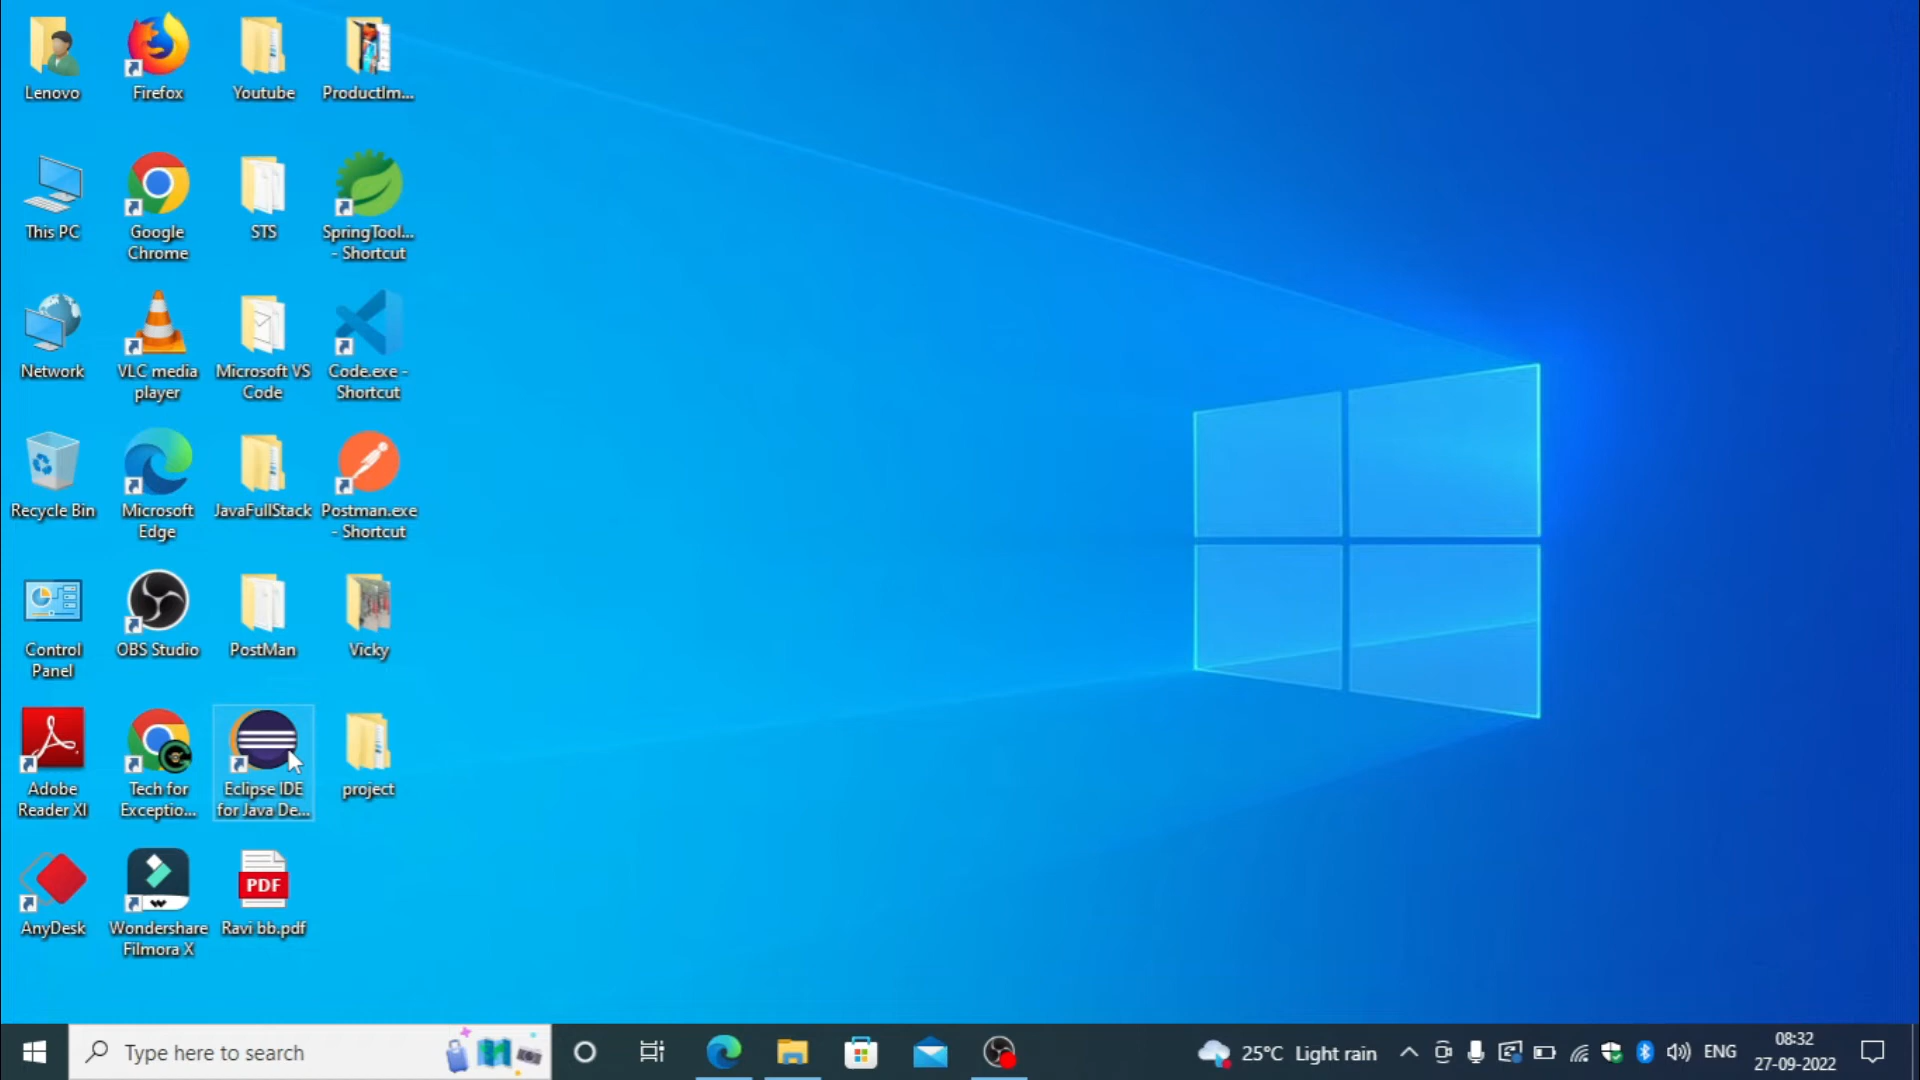 Lenovo
Firefox
Youtube
ProductIm...
This PC
Google
Chrome
STS
SpringTool...
- Shortcut
Network
VLC media
player
Microsoft VS
Code
Code.exe -
Shortcut
Recycle Bin
Microsoft
Edge
JavaFullStack
Postman.exe
- Shortcut
Control
Panel
OBS Studio
PostMan
Vicky
Adobe
Reader XI
Tech for
Exceptio...
Eclipse IDE
for Java De...
project
AnyDesk
Wondershare
Filmora X
PDF
Ravi bb.pdf
Type here to search
25°C Light rain
ENG
08:32
27-09-2022